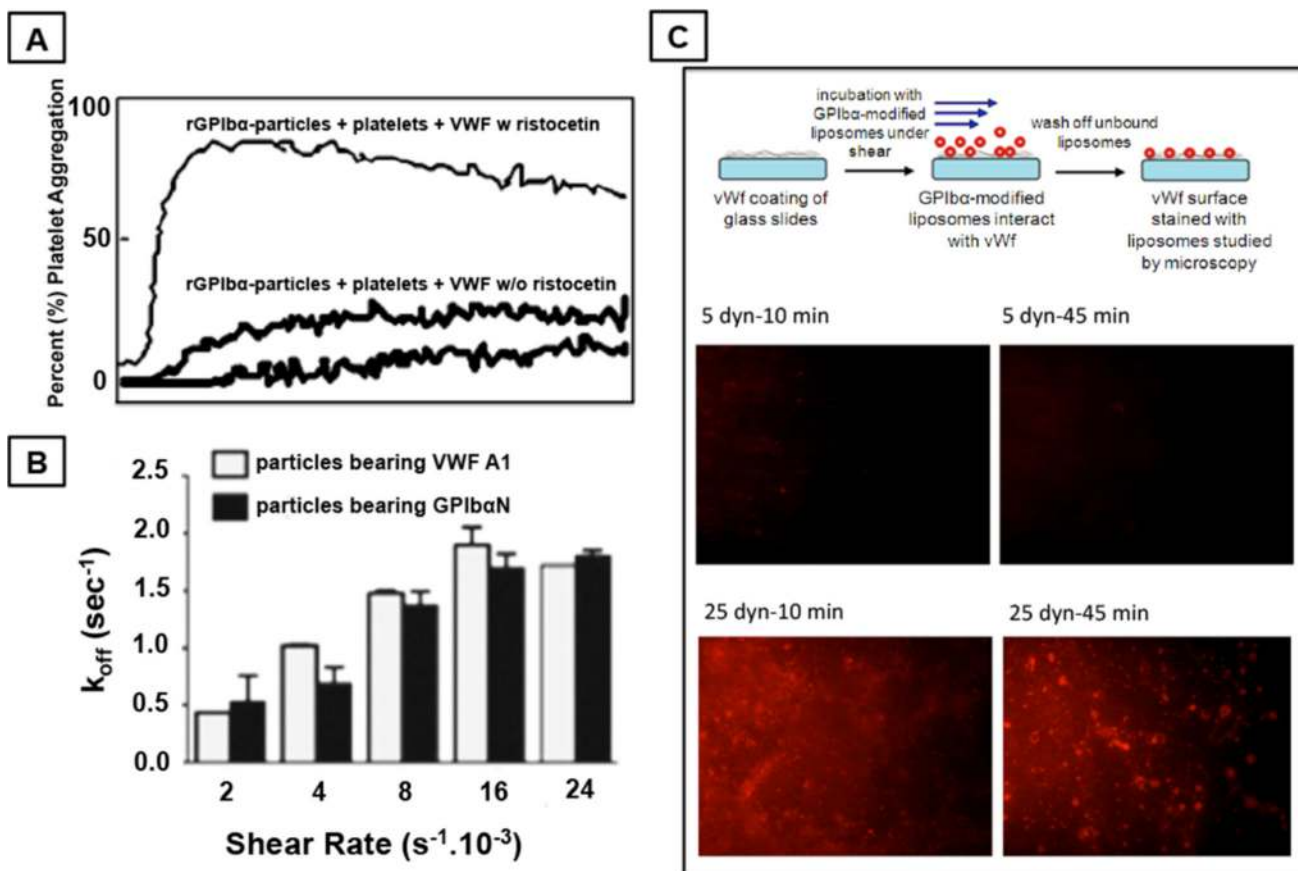 A
100
50
0
Percent (%) Platelet Aggregation
rGPIbα-particles + platelets + VWF w ristocetin
rGPIbα-particles + platelets + VWF w/o ristocetin
B
2.5
2.0
1.5
1.0
0.5
0.0
k_off (sec⁻¹)
particles bearing VWF A1
particles bearing GPIbαN
2 4 8 16 24
Shear Rate (s⁻¹.10⁻³)
C
incubation with
GPIbα-modified
liposomes under
shear
wash off unbound
liposomes
vWf coating of
glass slides
GPIbα-modified
liposomes interact
with vWf
vWf surface
stained with
liposomes studied
by microscopy
5 dyn-10 min
5 dyn-45 min
25 dyn-10 min
25 dyn-45 min